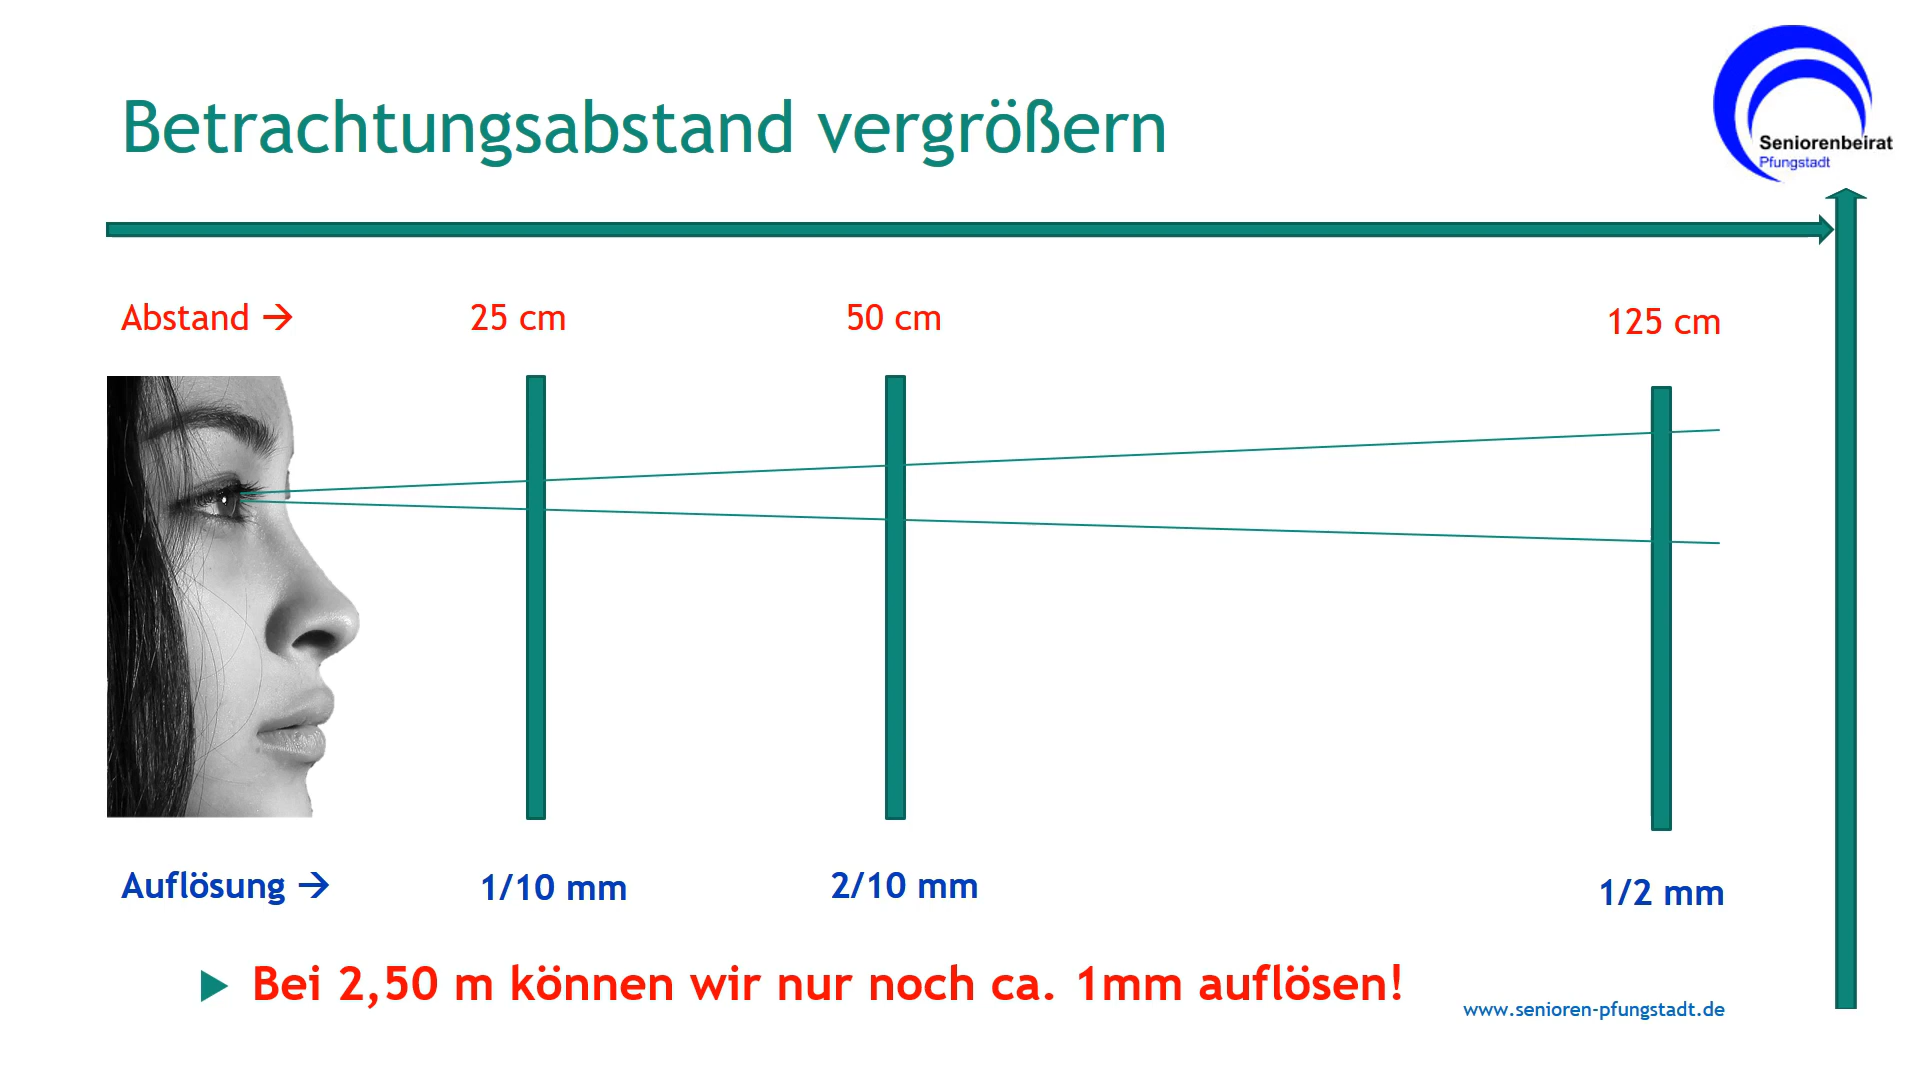 Betrachtungsabstand vergrößern
Seniorenbeirat
Pfungstadt
Abstand → 25 cm 50 cm 125 cm
Auflösung → 1/10 mm 2/10 mm 1/2 mm
Bei 2,50 m können wir nur noch ca. 1mm auflösen!
www.senioren-pfungstadt.de